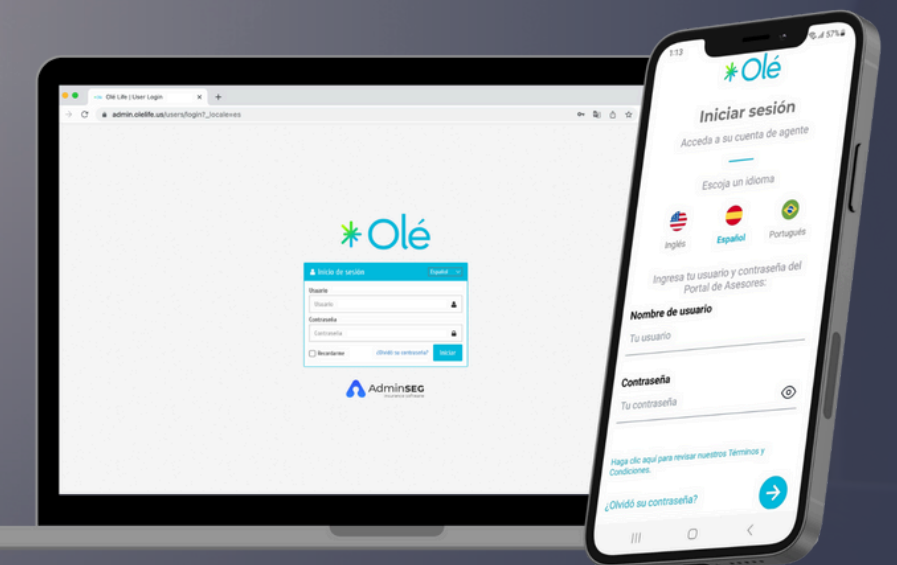 Olé Life | User Login
admin.olelife.us/users/login?_locale=es
Olé
Inicio de sesión
Español
Usuario
Usuario
Contraseña
Contraseña
Recordarme
¿Olvidó su contraseña?
Iniciar
AdminSEG
insurance software
1:13
57%
Olé
Iniciar sesión
Acceda a su cuenta de agente
Escoja un idioma
Inglés
Español
Portugués
Ingresa tu usuario y contraseña del
Portal de Asesores:
Nombre de usuario
Tu usuario
Contraseña
Tu contraseña
Haga clic aquí para revisar nuestros Términos y
Condiciones.
¿Olvidó su contraseña?